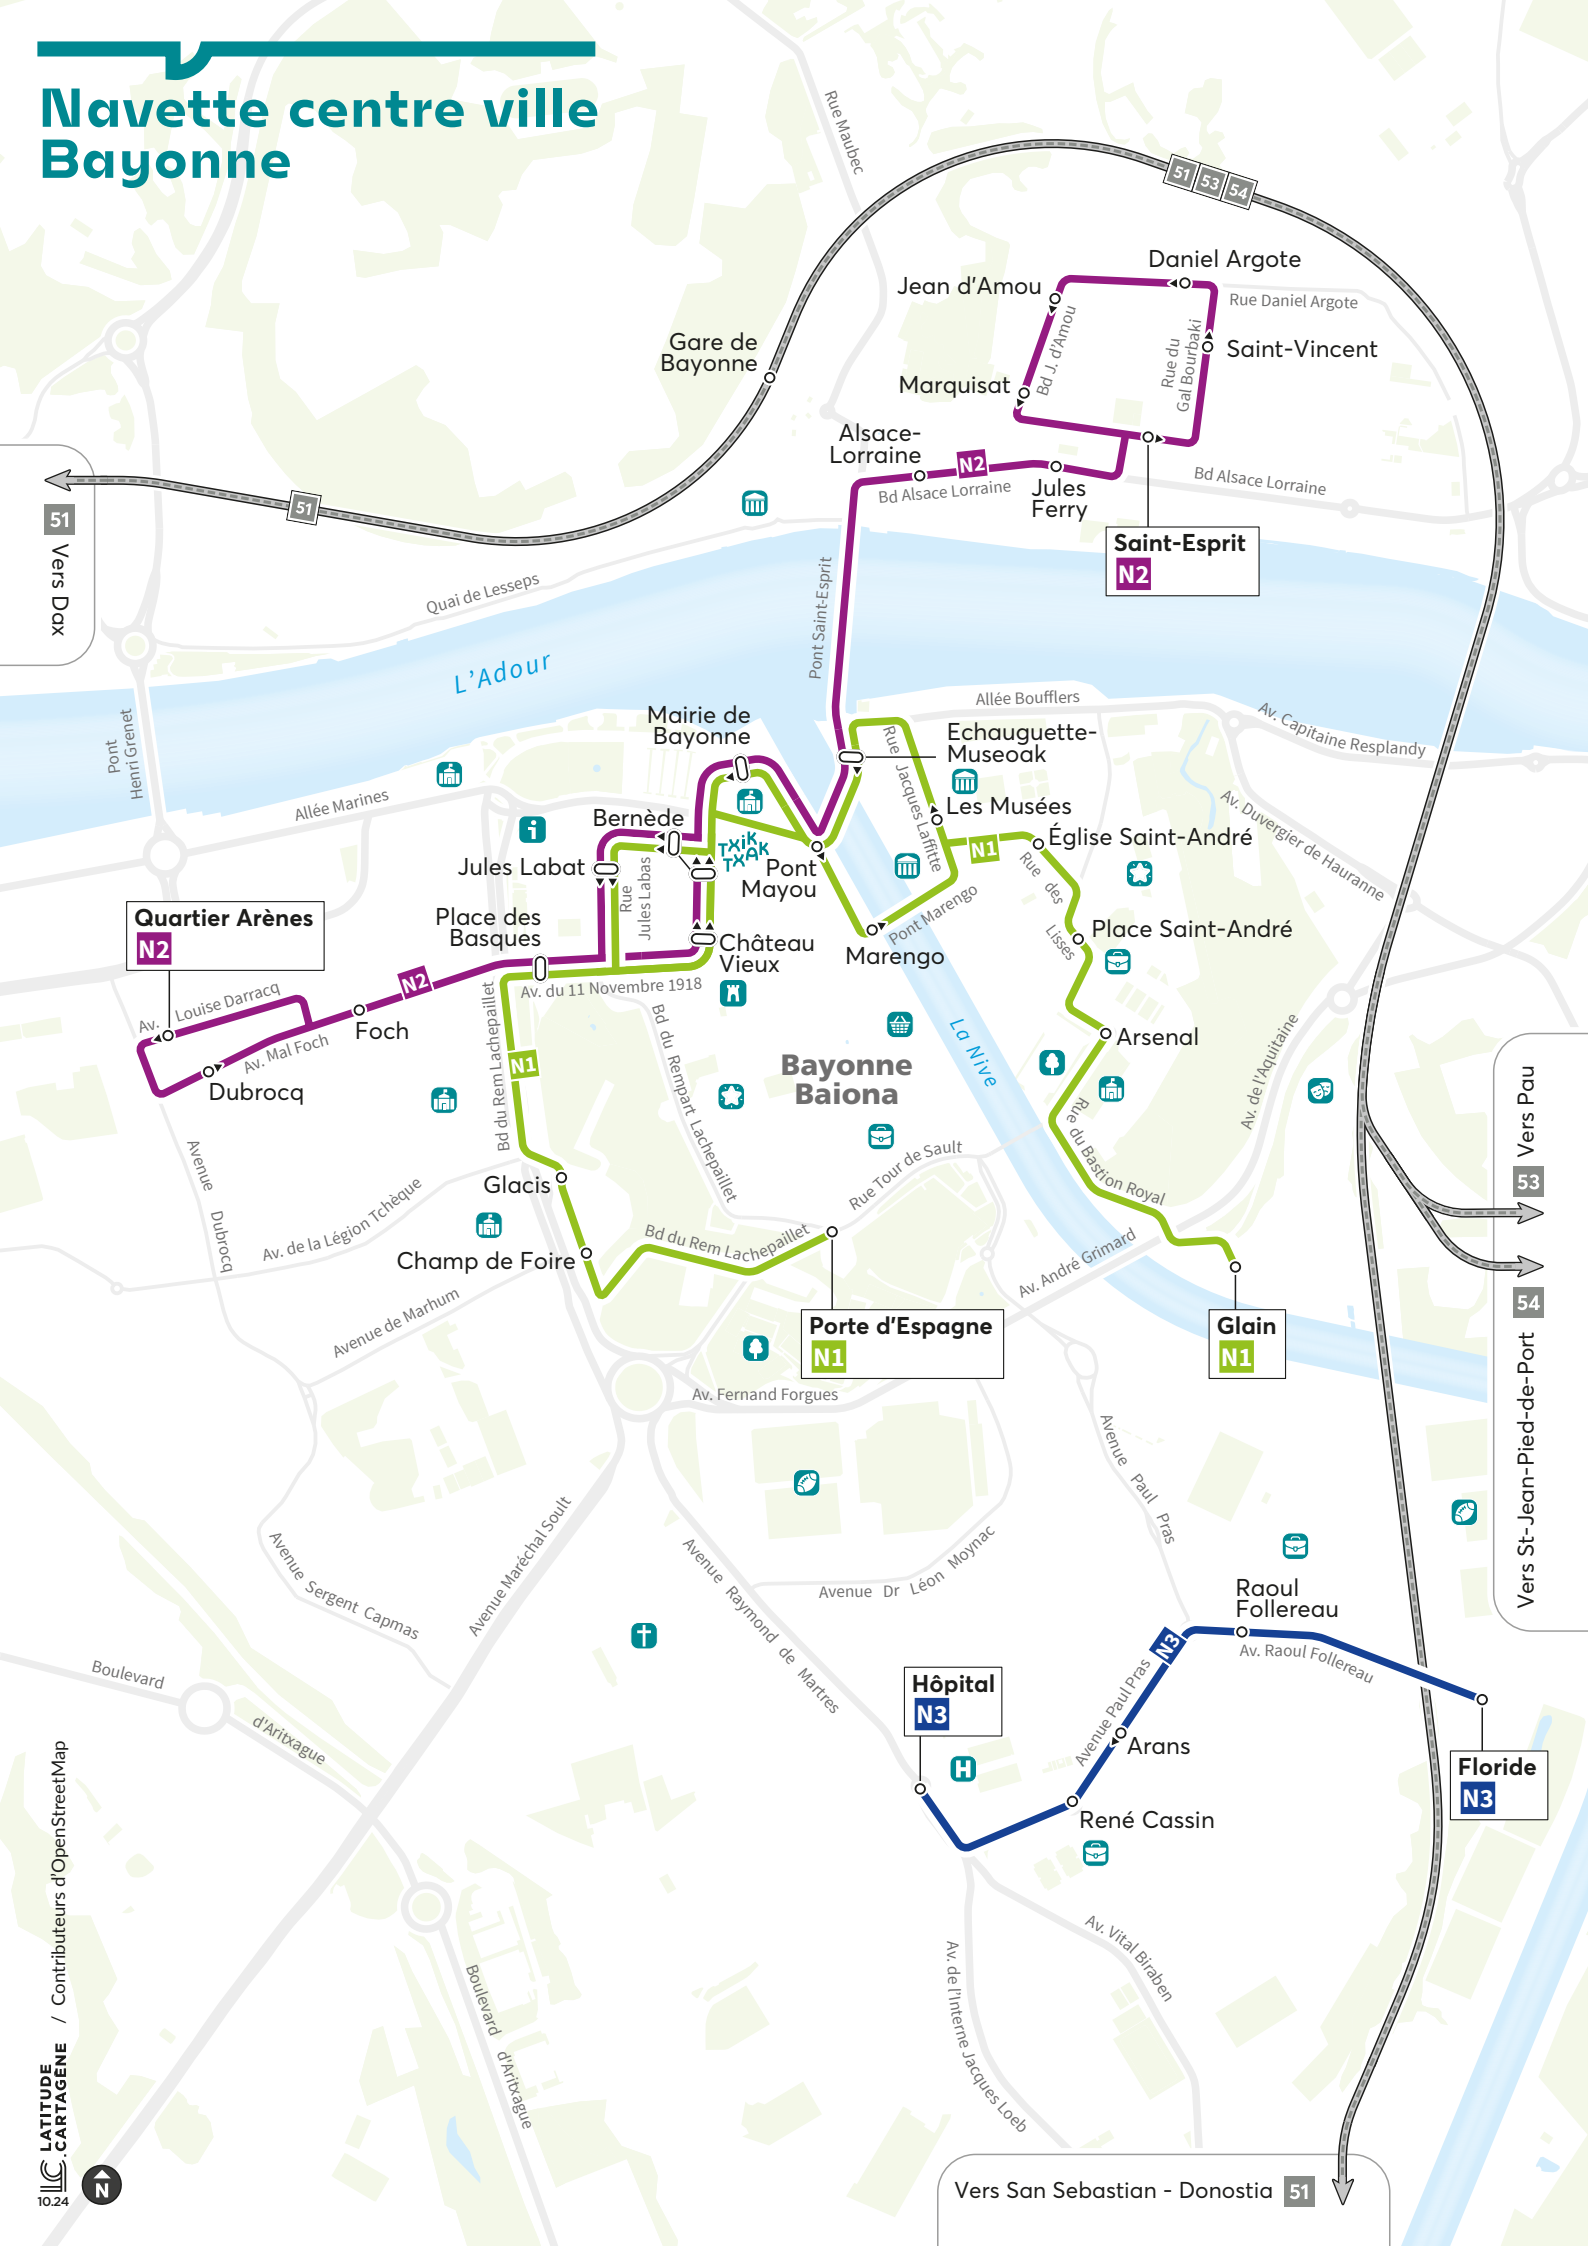 Navette centre ville
Bayonne
Rue Maubec
51 53 54
Daniel Argote
Jean d'Amou
Rue Daniel Argote
Bd J. d'Amou
Rue du
Gal Bourbaki
Saint-Vincent
Gare de
Bayonne
Marquisat
Alsace-
Lorraine
N2
Bd Alsace Lorraine
Jules
Ferry
Bd Alsace Lorraine
51
51
Vers Dax
Saint-Esprit
N2
Quai de Lesseps
Pont Saint-Esprit
L'Adour
Pont
Henri Grenet
Mairie de
Bayonne
Allée Boufflers
Av. Capitaine Resplandy
Echauguette-
Museoak
Rue Jacques Laffitte
Allée Marines
Les Musées
Av. Duvergier de Hauranne
Bernède
TXiK
TXAK
N1
Église Saint-André
Jules Labat
Rue
Jules Labas
Pont
Mayou
Rue des Lisses
Pont Marengo
Quartier Arènes
N2
Place des
Basques
Château
Vieux
Marengo
Place Saint-André
N2
Av. du 11 Novembre 1918
Av. Louise Darracq
Foch
Av. Mal Foch
Dubrocq
Bd du Rem Lachepaillet
N1
Bd du Rempart Lachepaillet
La Nive
Arsenal
Bayonne
Baiona
Av. de l'Aquitaine
Rue du Bastion Royal
Vers Pau
53
54
Vers St-Jean-Pied-de-Port
Avenue Dubrocq
Glacis
Rue Tour de Sault
Av. de la Légion Tchèque
Champ de Foire
Bd du Rem Lachepaillet
Av. André Grimard
Avenue de Marhum
Porte d'Espagne
N1
Glain
N1
Av. Fernand Forgues
Avenue Paul Pras
Avenue Maréchal Soult
Avenue Sergent Capmas
Avenue Raymond de Martres
Avenue Dr Léon Moynac
Raoul
Follereau
N3
Av. Raoul Follereau
Boulevard d'Aritxague
Hôpital
N3
Avenue Paul Pras
H
Arans
Floride
N3
René Cassin
Av. Vital Biraben
Av. de l'Interne Jacques Loeb
Boulevard d'Aritxague
LATITUDE
.CARTAGÈNE / Contributeurs d'OpenStreetMap
10.24
N
Vers San Sebastian - Donostia 51